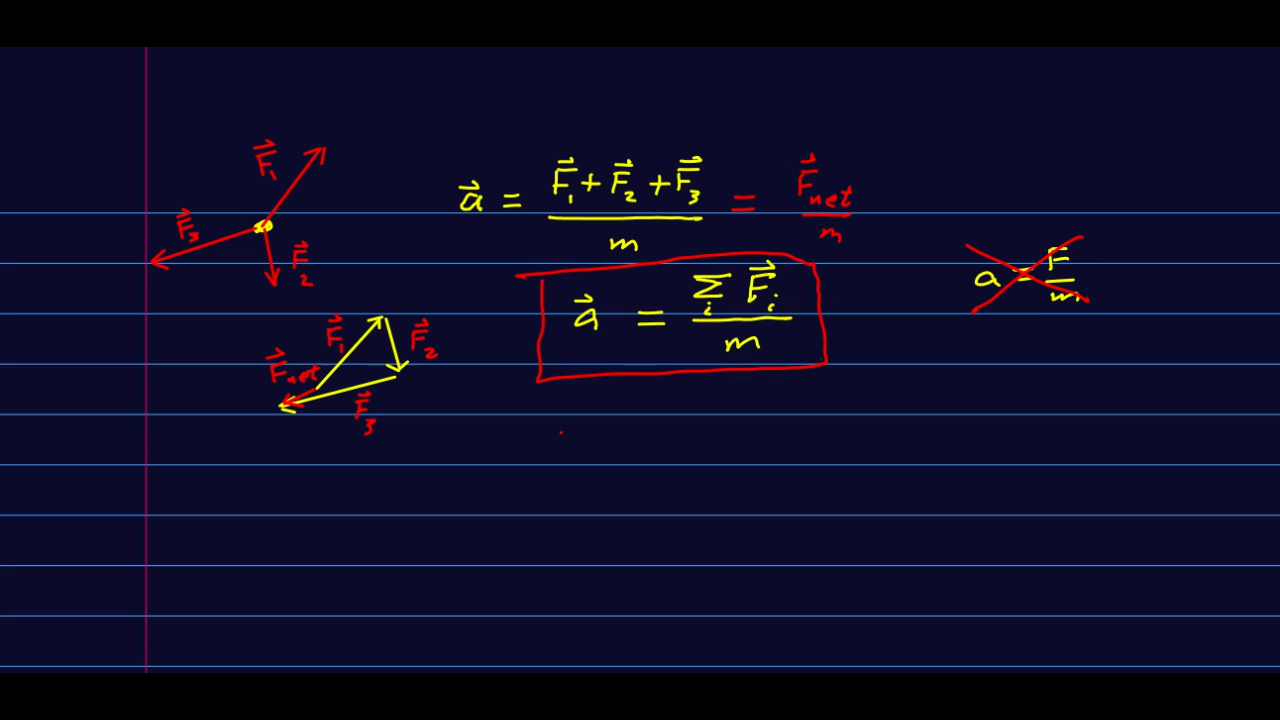 F⃗₁
F⃗₃
F⃗₂
a⃗ = (F⃗₁ + F⃗₂ + F⃗₃) / m = F⃗net / m
a⃗ = Σᵢ F⃗ᵢ / m
a = F / m
F⃗₁
F⃗₂
F⃗net
F⃗₃